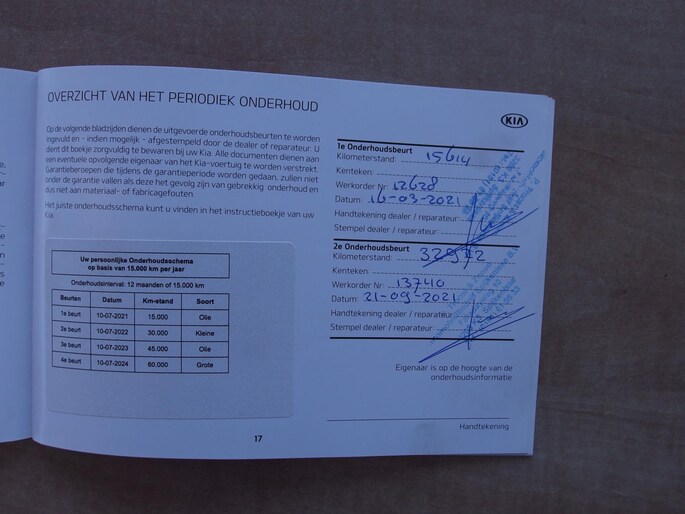 OVERZICHT VAN HET PERIODIEK ONDERHOUD
Op de volgende bladzijden dienen de uitgevoerde onderhoudsbeurten te worden
ingevuld en - indien mogelijk - afgestempeld door de dealer of reparateur. U
dient dit boekje zorgvuldig te bewaren bij uw Kia. Alle documenten dienen aan
een eventuele opvolgende eigenaar van het Kia-voertuig te worden verstrekt.
Garantieberoepen die tijdens de garantieperiode worden gedaan, zullen niet
onder de garantie vallen als deze het gevolg zijn van gebrekkig onderhoud en
dus niet aan materiaal- of fabricagefouten.
Het juiste onderhoudsschema kunt u vinden in het instructieboekje van uw
Kia.
Uw persoonlijke Onderhoudsschema
op basis van 15.000 km per jaar
Onderhoudsinterval: 12 maanden of 15.000 km
Beurten Datum Km-stand Soort
1e beurt 10-07-2021 15.000 Olie
2e beurt 10-07-2022 30.000 Kleine
3e beurt 10-07-2023 45.000 Olie
4e beurt 10-07-2024 60.000 Grote
17
KIA
1e Onderhoudsbeurt
Kilometerstand: 15614
Kenteken:
Werkorder Nr: 12628
Datum: 16-03-2021
Handtekening dealer / reparateur:
Stempel dealer / reparateur:
2e Onderhoudsbeurt
Kilometerstand: 32972
Kenteken:
Werkorder Nr: 13740
Datum: 21-09-2021
Handtekening dealer / reparateur:
Stempel dealer / reparateur:
Eigenaar is op de hoogte van de
onderhoudsinformatie
Handtekening